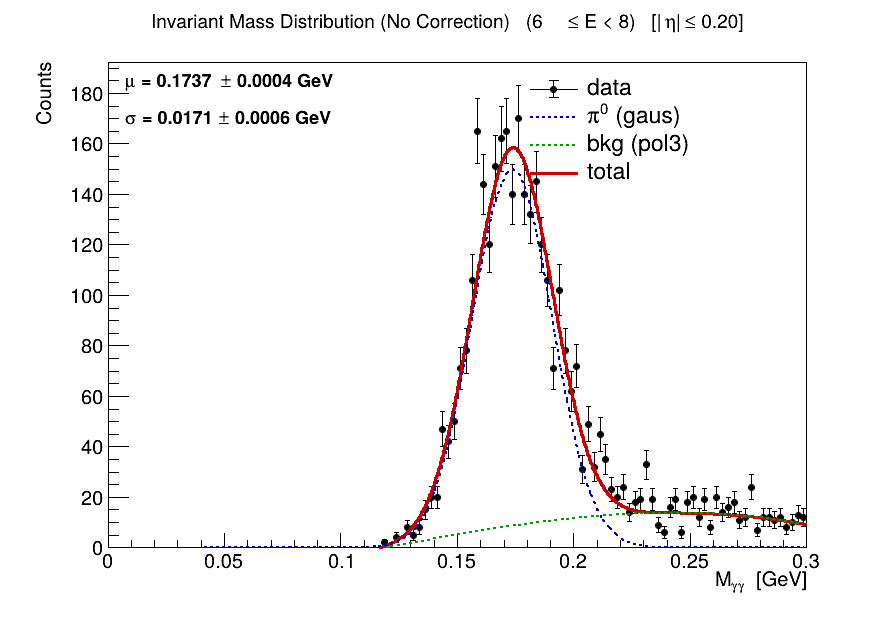 Invariant Mass Distribution (No Correction) (6 ≤ E < 8) [|η| ≤ 0.20]
Counts
μ = 0.1737 ± 0.0004 GeV
σ = 0.0171 ± 0.0006 GeV
data
π⁰ (gaus)
bkg (pol3)
total
180
160
140
120
100
80
60
40
20
0
0 0.05 0.1 0.15 0.2 0.25 0.3
M_γγ [GeV]